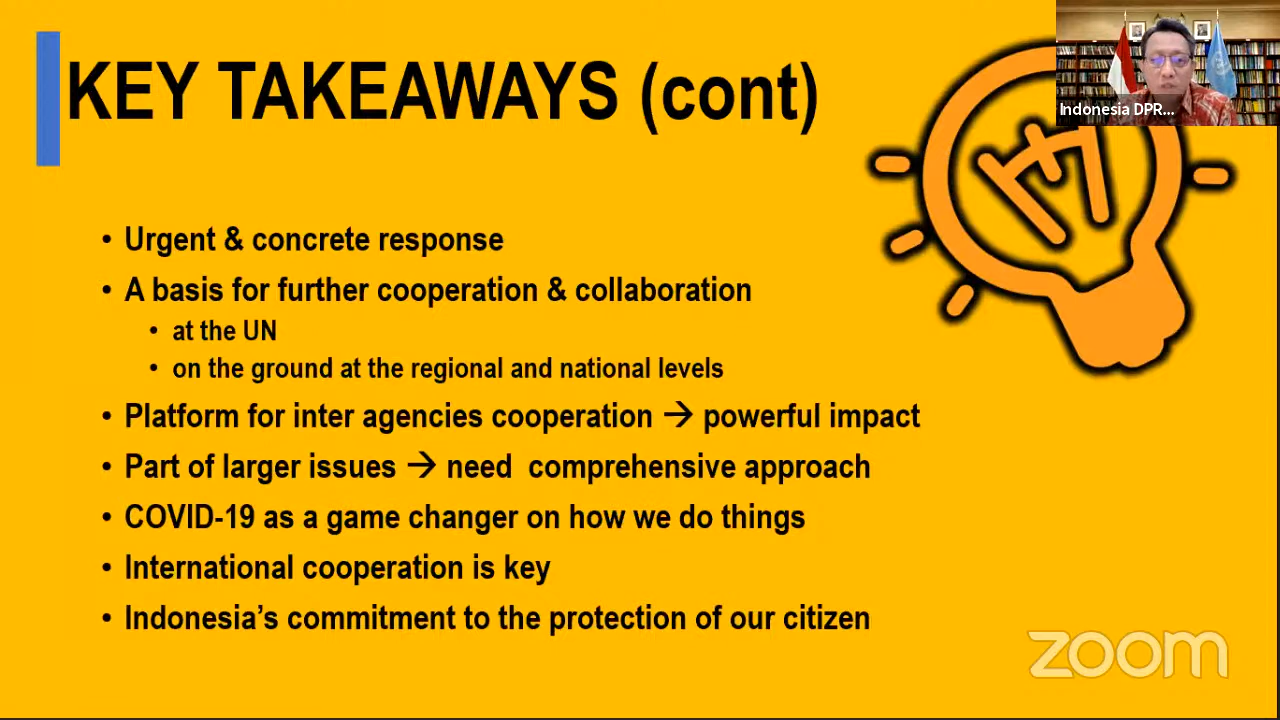 KEY TAKEAWAYS (cont)
Indonesia DPR...
• Urgent & concrete response
• A basis for further cooperation & collaboration
• at the UN
• on the ground at the regional and national levels
• Platform for inter agencies cooperation → powerful impact
• Part of larger issues → need comprehensive approach
• COVID-19 as a game changer on how we do things
• International cooperation is key
• Indonesia’s commitment to the protection of our citizen
zoom